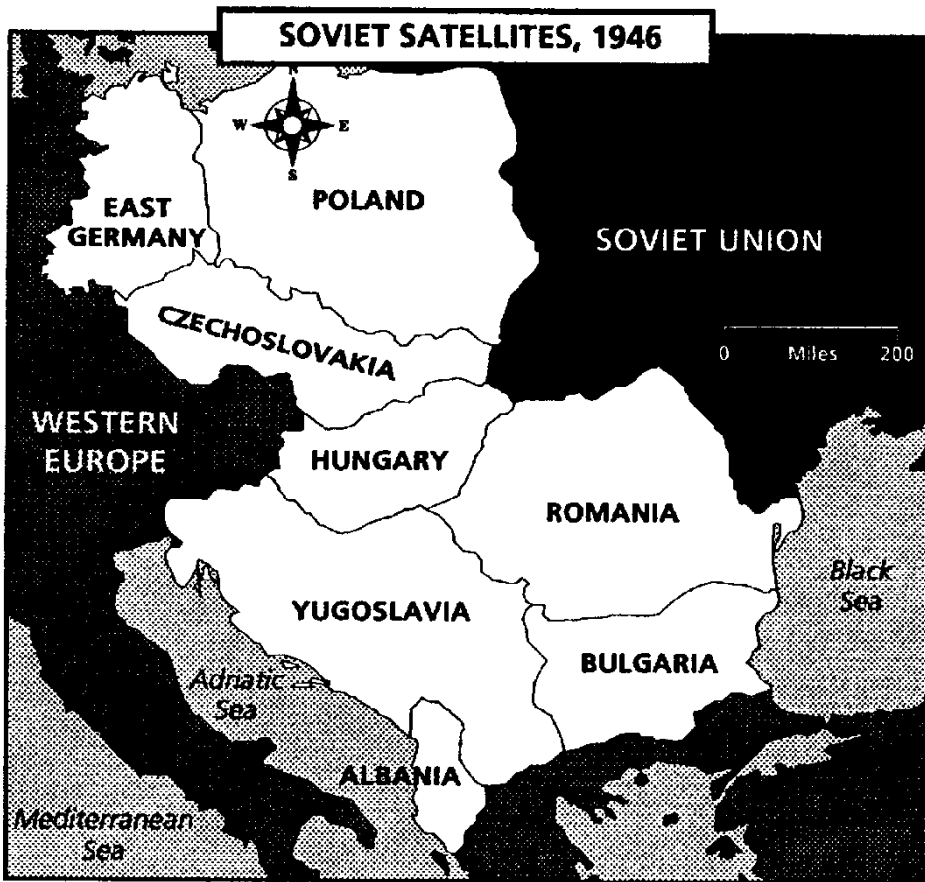 SOVIET SATELLITES, 1946
N
W E
S
POLAND
EAST
GERMANY
SOVIET UNION
CZECHOSLOVAKIA
0 Miles 200
WESTERN
EUROPE
HUNGARY
ROMANIA
Black
Sea
YUGOSLAVIA
BULGARIA
Adriatic
Sea
ALBANIA
Mediterranean
Sea